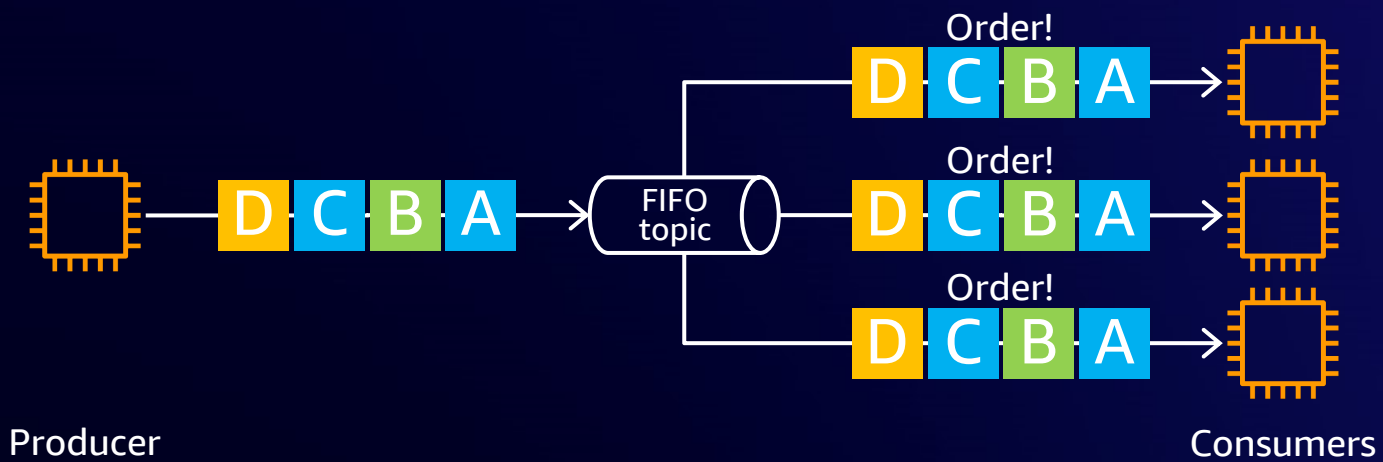 Order!
D C B A
Order!
D C B A
FIFO
topic
D C B A
Order!
D C B A
Producer
Consumers